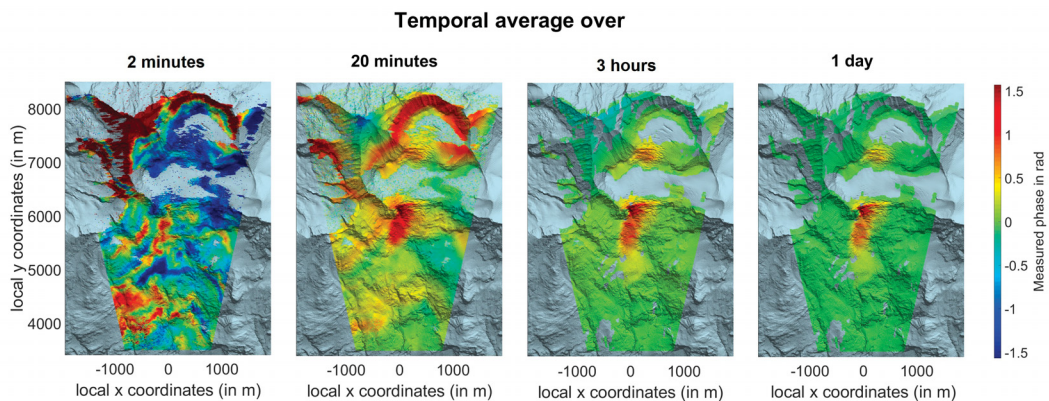 Temporal average over
2 minutes
20 minutes
3 hours
1 day
8000
7000
6000
5000
4000
local y coordinates (in m)
-1000 0 1000
-1000 0 1000
-1000 0 1000
-1000 0 1000
local x coordinates (in m)
local x coordinates (in m)
local x coordinates (in m)
local x coordinates (in m)
1.5
1
0.5
0
-0.5
-1
-1.5
Measured phase in rad